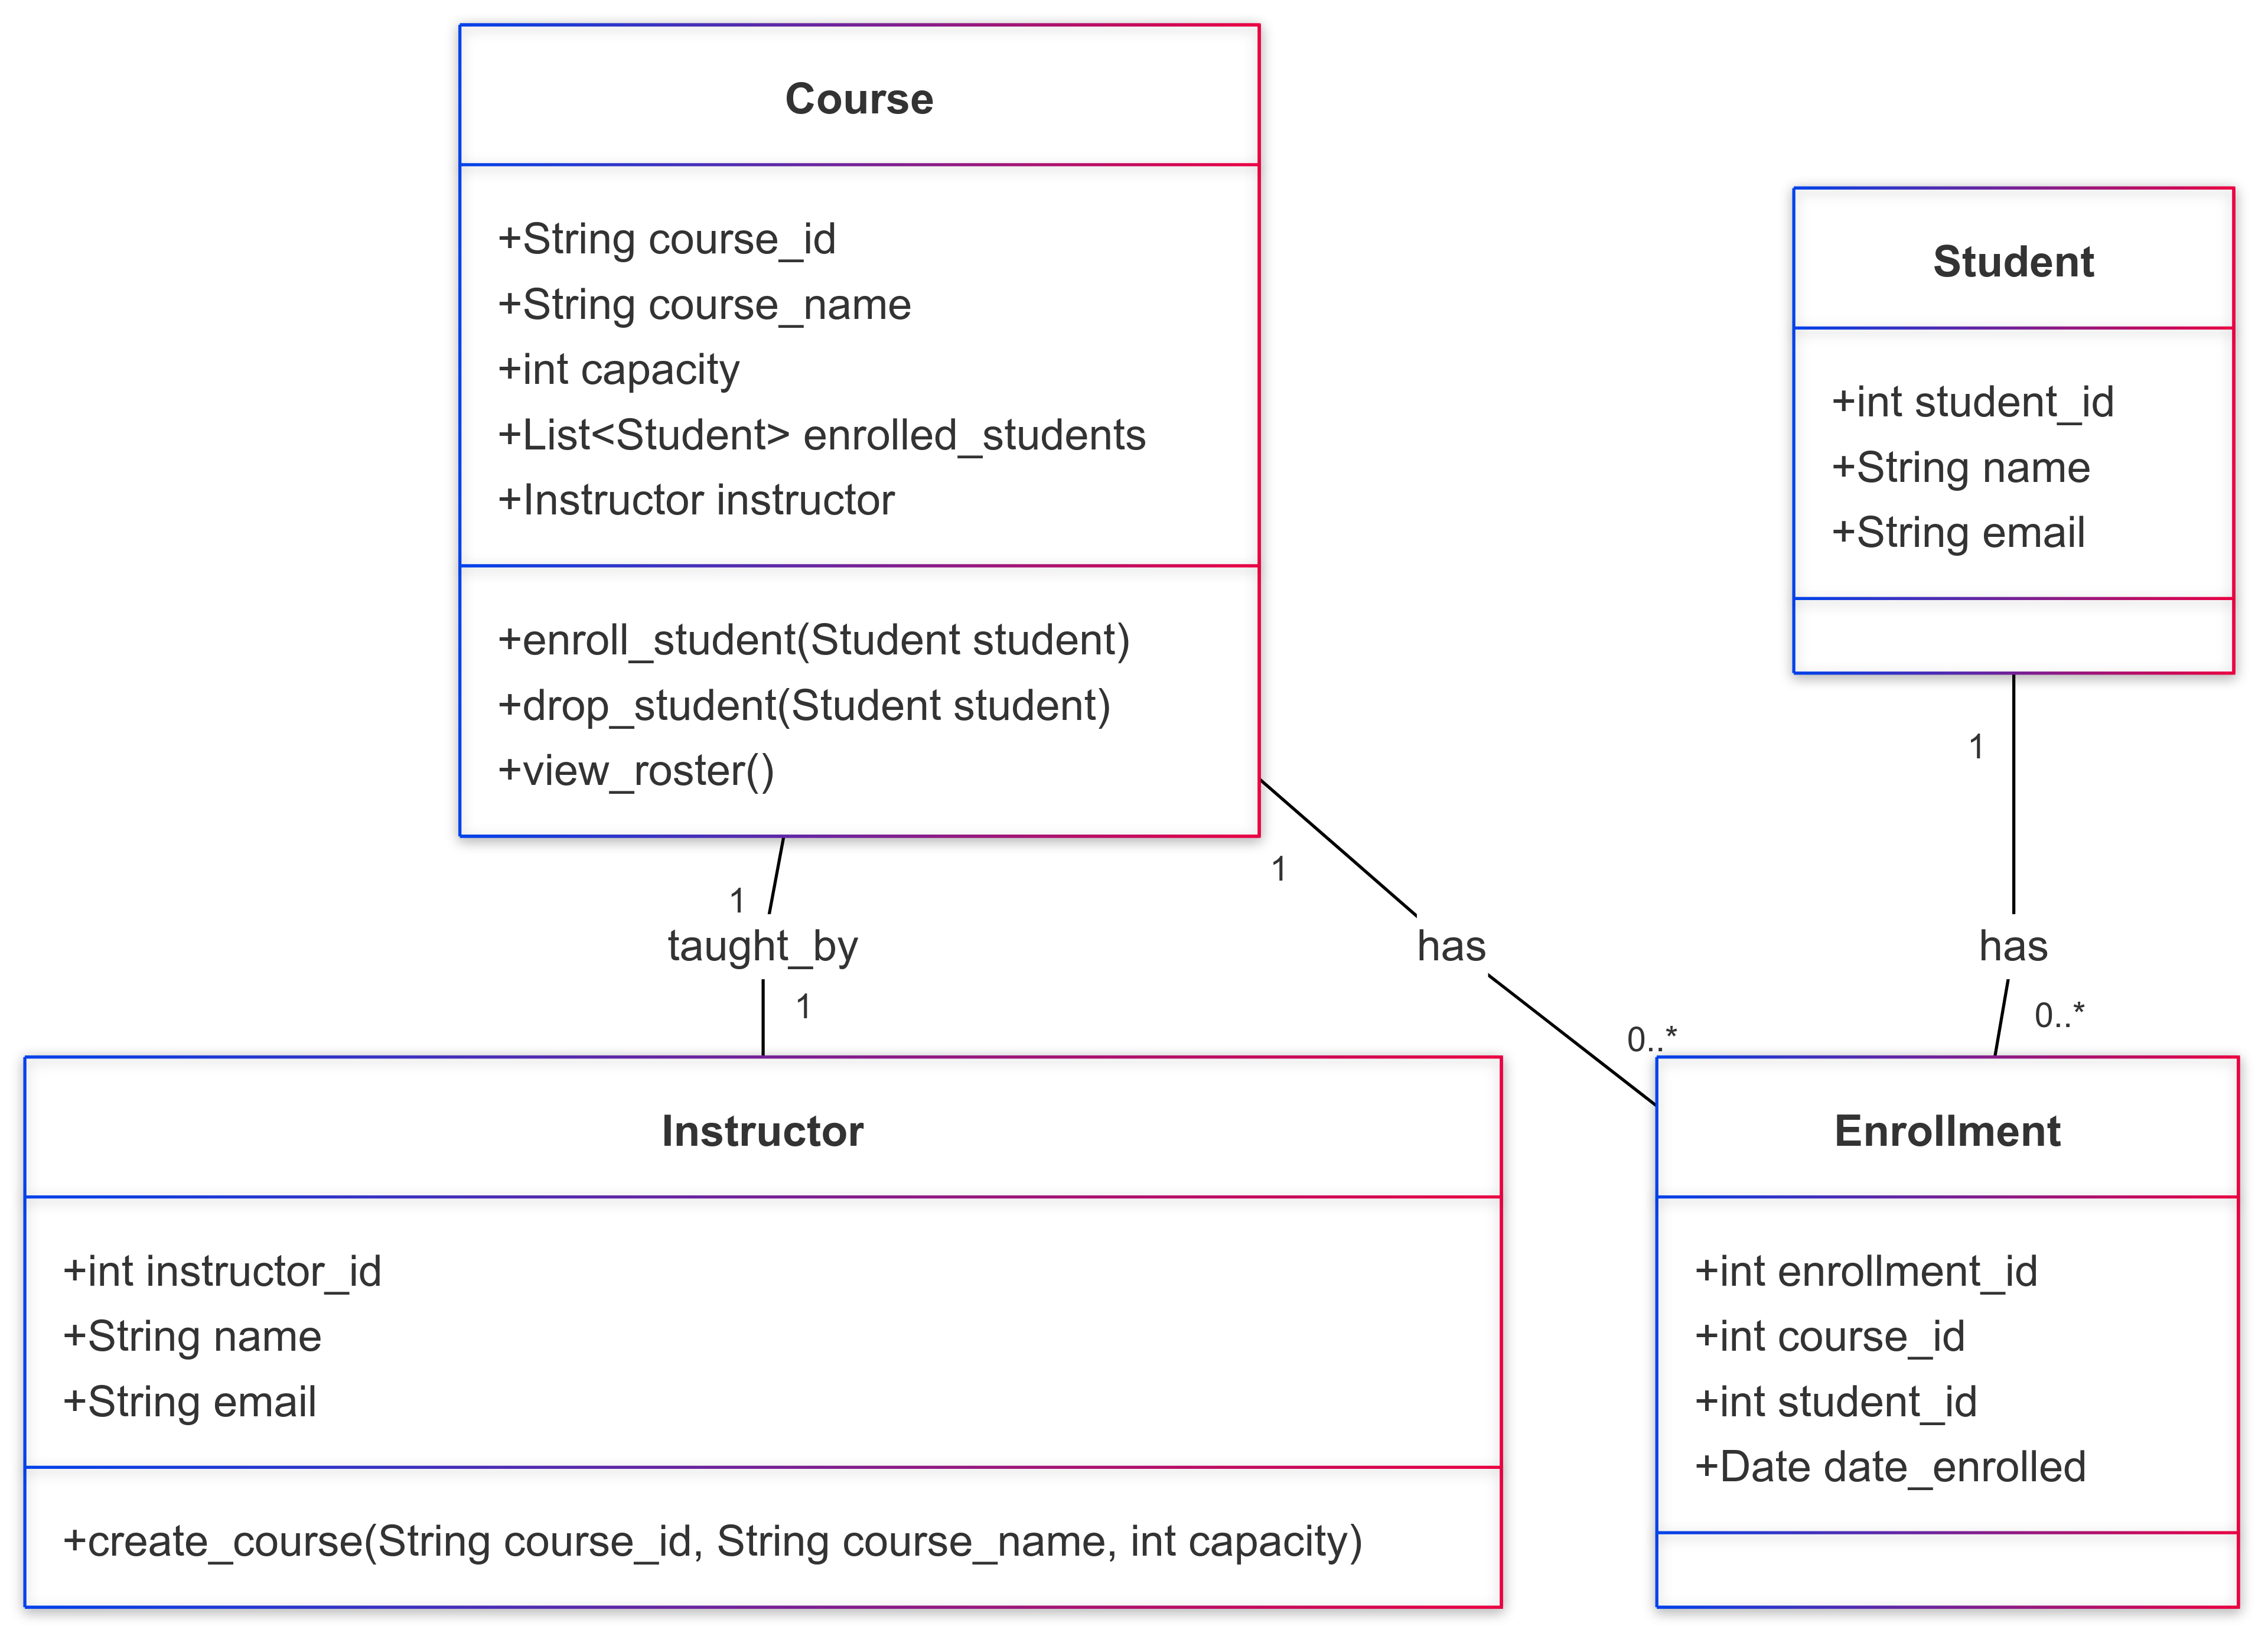 Course
+String course_id
+String course_name
+int capacity
+List<Student> enrolled_students
+Instructor instructor
+enroll_student(Student student)
+drop_student(Student student)
+view_roster()
Student
+int student_id
+String name
+String email
1
taught_by
1
1
has
0..*
1
has
0..*
Instructor
+int instructor_id
+String name
+String email
+create_course(String course_id, String course_name, int capacity)
Enrollment
+int enrollment_id
+int course_id
+int student_id
+Date date_enrolled